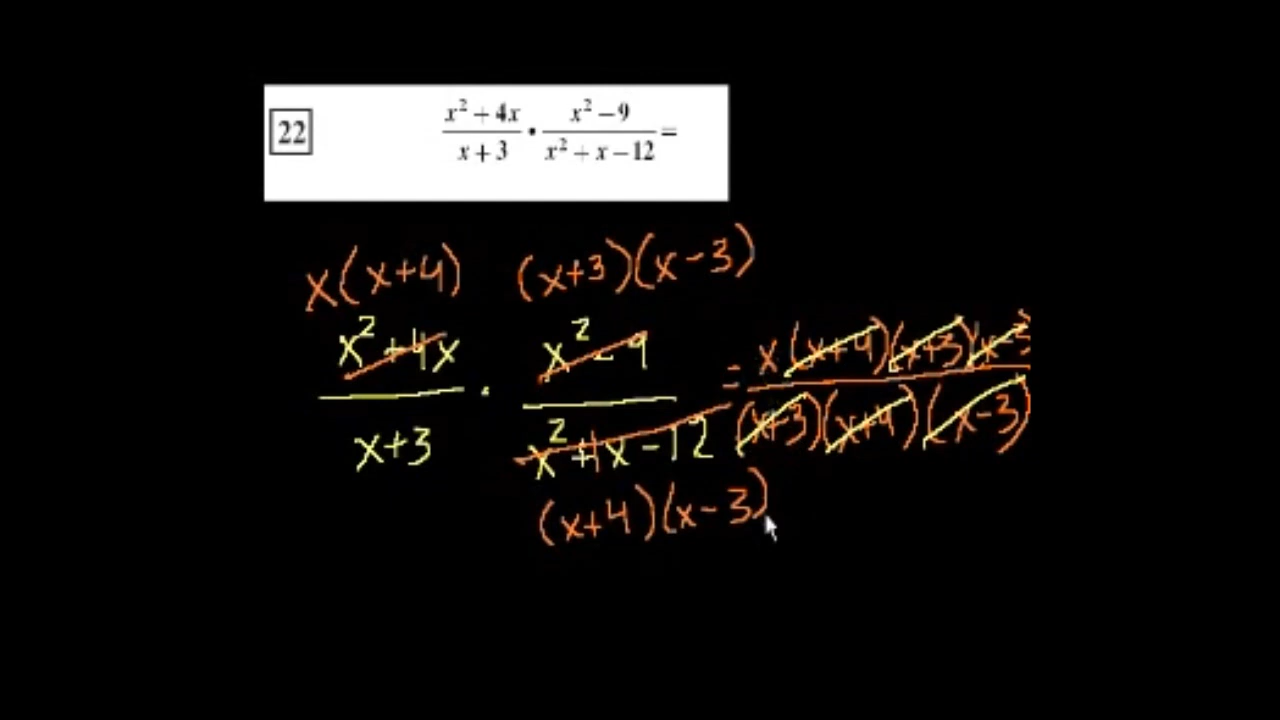 22 x² + 4x / x + 3 • x² − 9 / x² + x − 12 =
x(x+4) (x+3)(x-3)
x² + 4x / x+3 · x² - 9 / x² + 1x - 12 = x(x+4)(x+3)(x-3 / (x+3)(x+4)(x-3)
(x+4)(x-3)